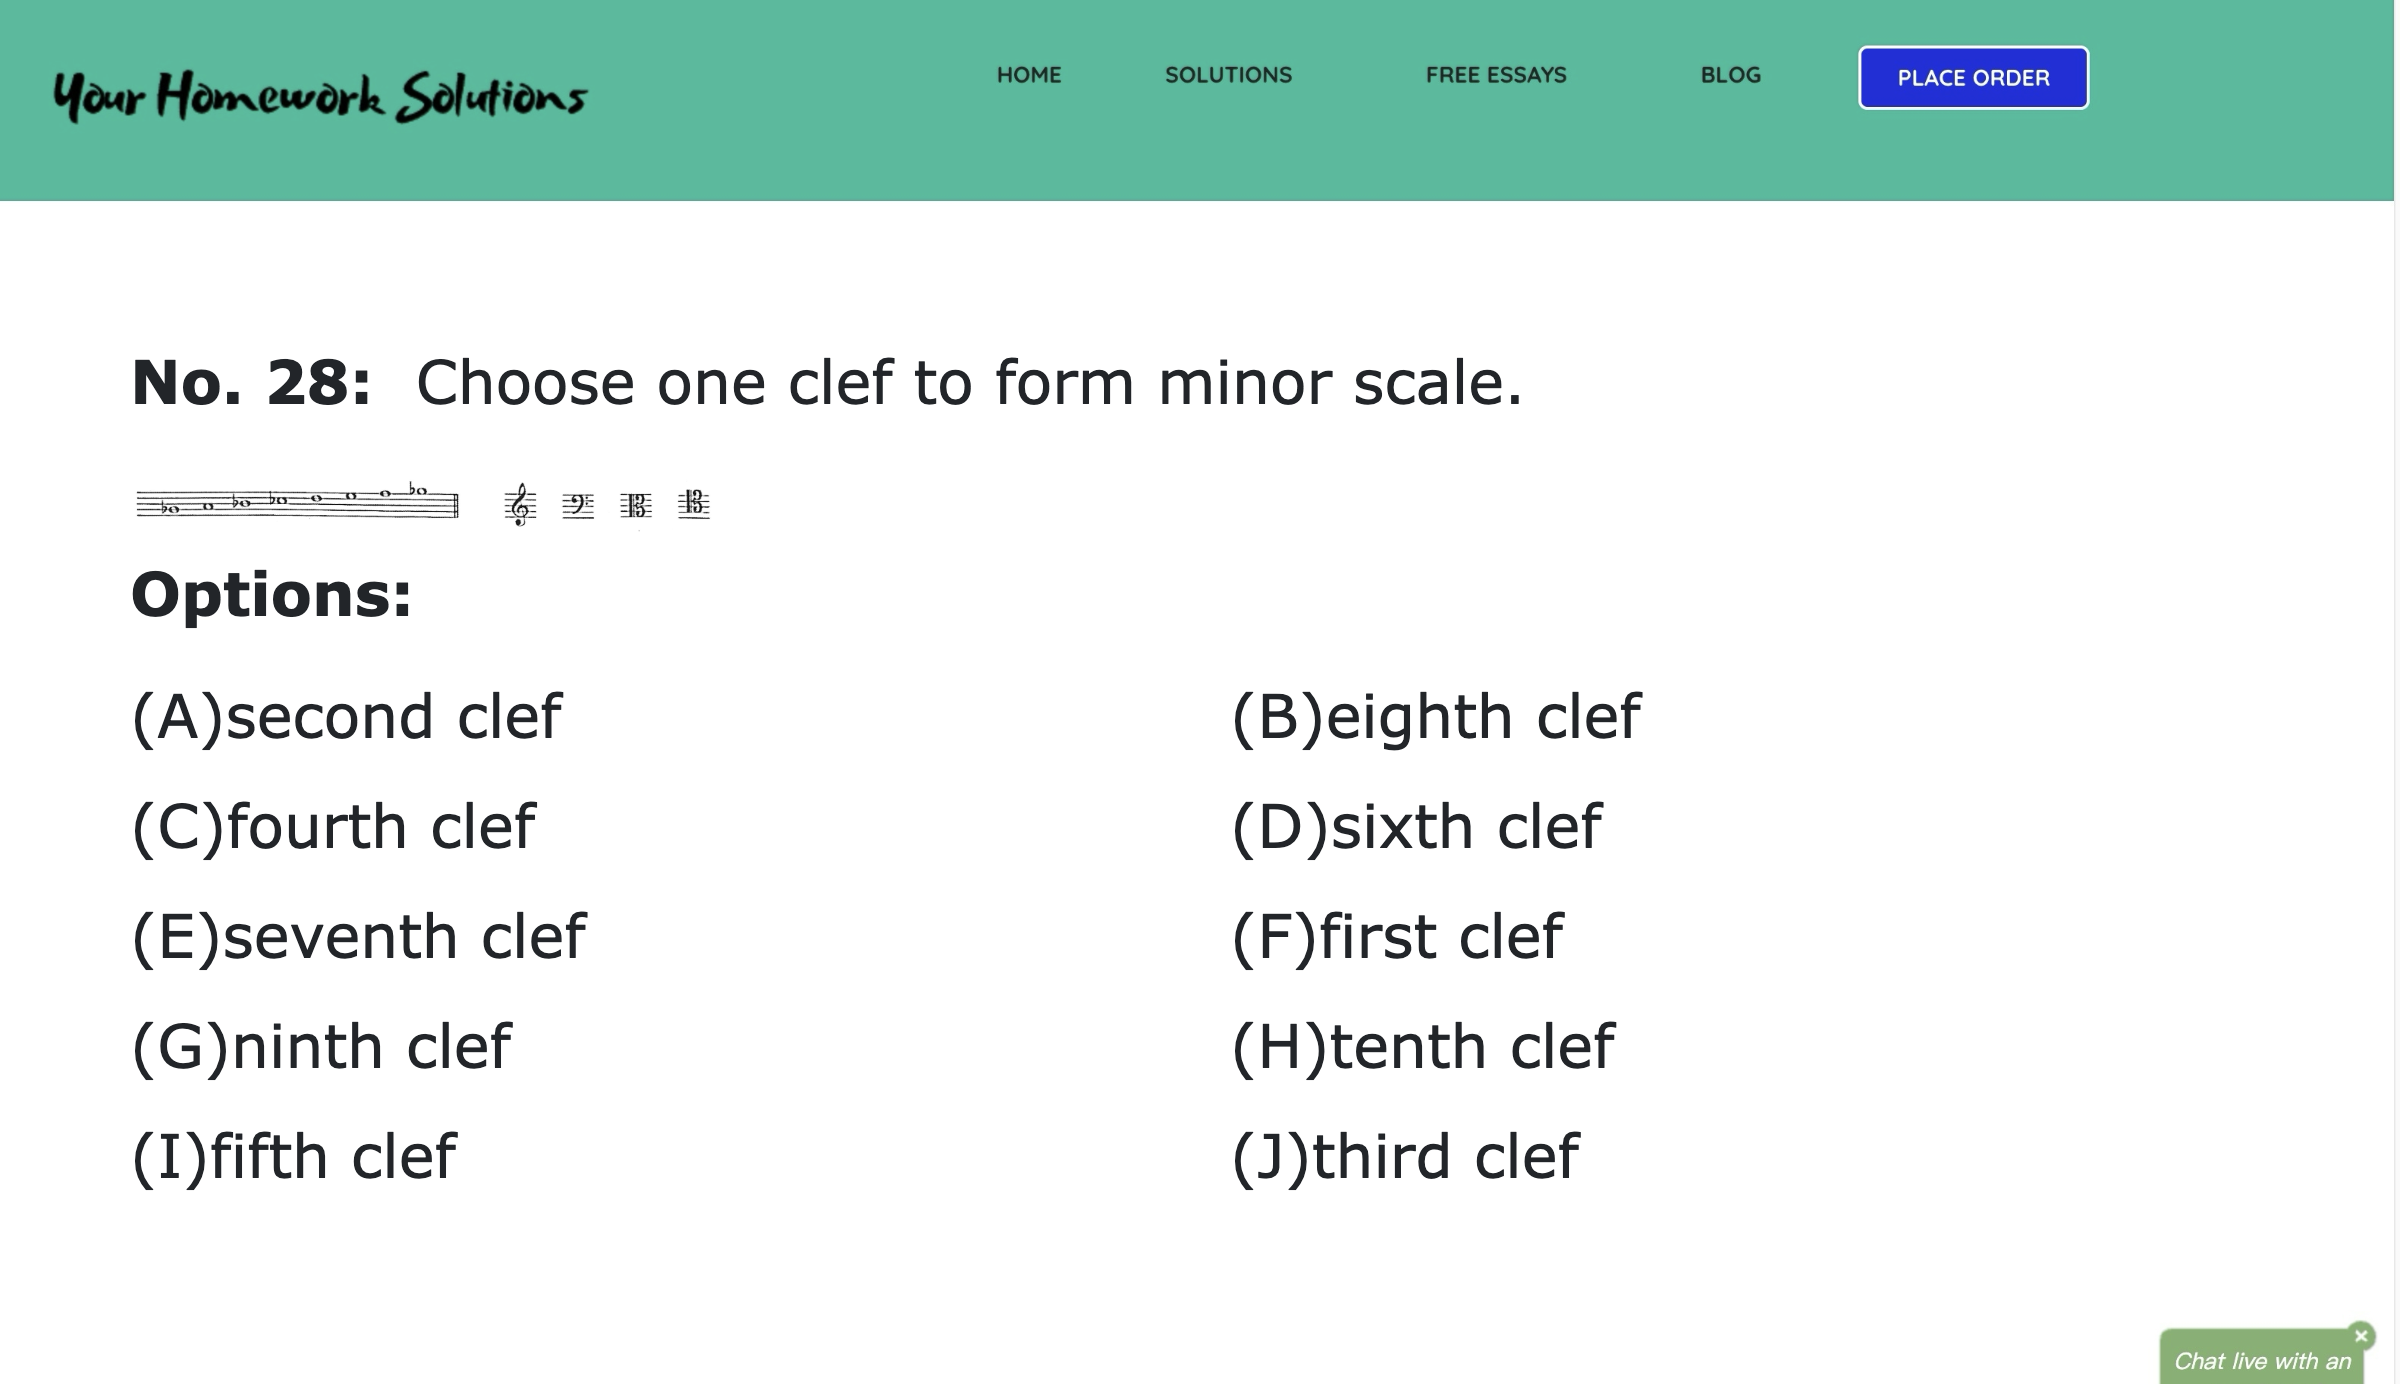 Your Homework Solutions
HOME SOLUTIONS FREE ESSAYS BLOG PLACE ORDER
No. 28: Choose one clef to form minor scale.
Options:
(A)second clef (B)eighth clef
(C)fourth clef (D)sixth clef
(E)seventh clef (F)first clef
(G)ninth clef (H)tenth clef
(I)fifth clef (J)third clef
Chat live with an